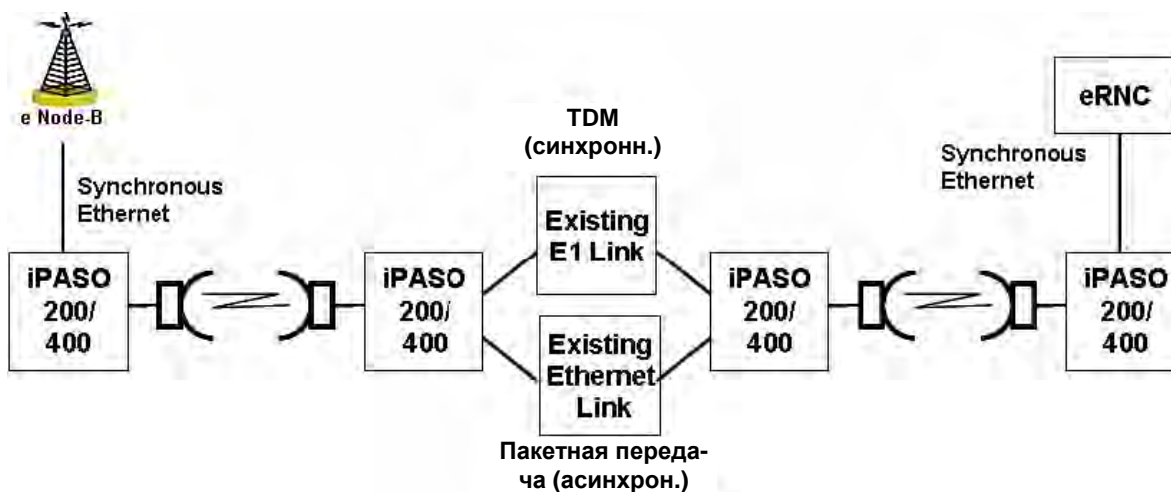 e Node-B
Synchronous
Ethernet
iPASO
200/
400
iPASO
200/
400
TDM
(синхронн.)
Existing
E1 Link
Existing
Ethernet
Link
Пакетная переда-
ча (асинхрон.)
iPASO
200/
400
eRNC
Synchronous
Ethernet
iPASO
200/
400